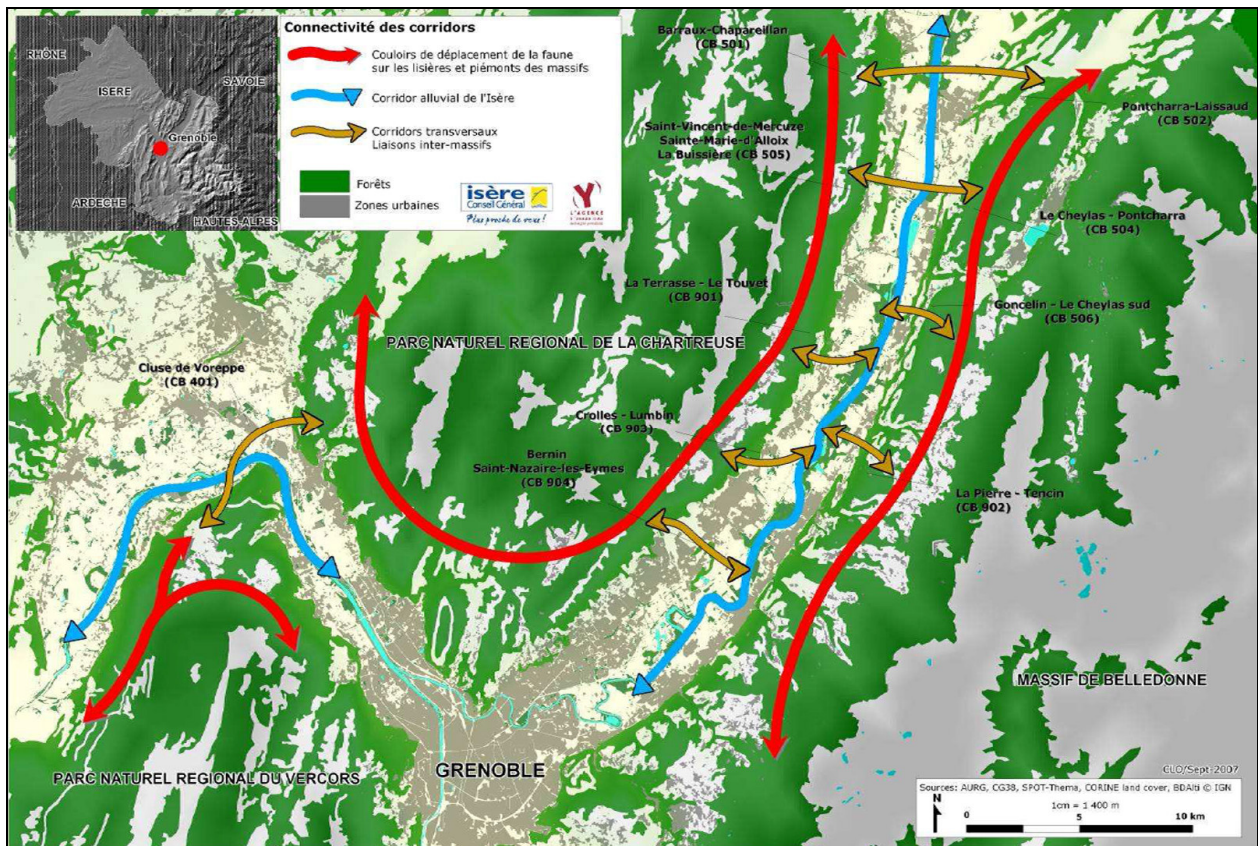 RHÔNE
SAVOIE
ISERE
Grenoble
ARDECHE
HAUTES-ALPES
Connectivité des corridors
Couloirs de déplacement de la faune
sur les lisières et piémonts des massifs
Corridor alluvial de l'Isère
Corridors transversaux
Liaisons inter-massifs
Forêts
Zones urbaines
isère
Conseil Général
Plus proche de vous !
Y
L'AGENCE
Barraux-Chapareillan
(CB 501)
Pontcharra-Laissaud
(CB 502)
Saint-Vincent-de-Mercuze
Sainte-Marie-d'Alloix
La Buissière (CB 505)
Le Cheylas - Pontcharra
(CB 504)
La Terrasse - Le Touvet
(CB 901)
Goncelin - Le Cheylas sud
(CB 506)
PARC NATUREL REGIONAL DE LA CHARTREUSE
Cluse de Voreppe
(CB 401)
Crolles - Lumbin
(CB 903)
Bernin
Saint-Nazaire-les-Eymes
(CB 904)
La Pierre - Tencin
(CB 902)
MASSIF DE BELLEDONNE
PARC NATUREL REGIONAL DU VERCORS
GRENOBLE
CLO/Sept-2007
Sources: AURG, CG38, SPOT-Thema, CORINE land cover, BDAlti © IGN
N
1cm = 1 400 m
0 5 10 km